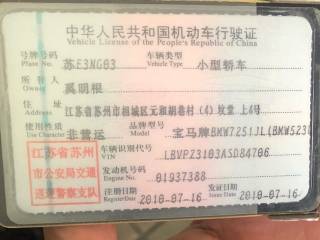 中华人民共和国机动车行驶证
Vehicle License of the People's Republic of China
号牌号码 苏E3NG03 车辆类型 小型轿车
Plate No. Vehicle Type
所有人
Owner 禹明根
住址 江苏省苏州市相城区元和胡巷村(4)坟堂上4号
Address
使用性质 非营运 品牌型号 宝马牌BKW7251JL(BKW523
Use Character
江苏省苏州
市公安局交通
巡逻警察支队
车辆识别代号 LBVPZ3103ASD84706
VIN
发动机号码 01937388
Engine No.
注册日期 2010-07-16 发证日期 2010-07-16
Register Date Issue Date